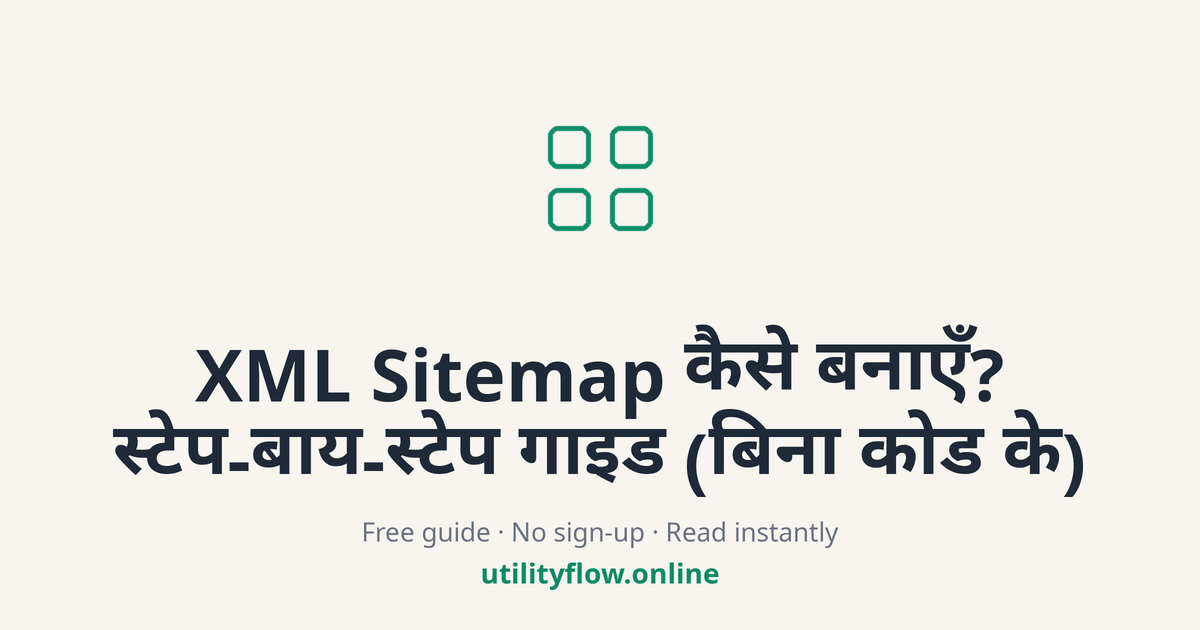 XML Sitemap कैसे बनाएँ?
स्टेप-बाय-स्टेप गाइड (बिना कोड के)
Free guide · No sign-up · Read instantly
utilityflow.online